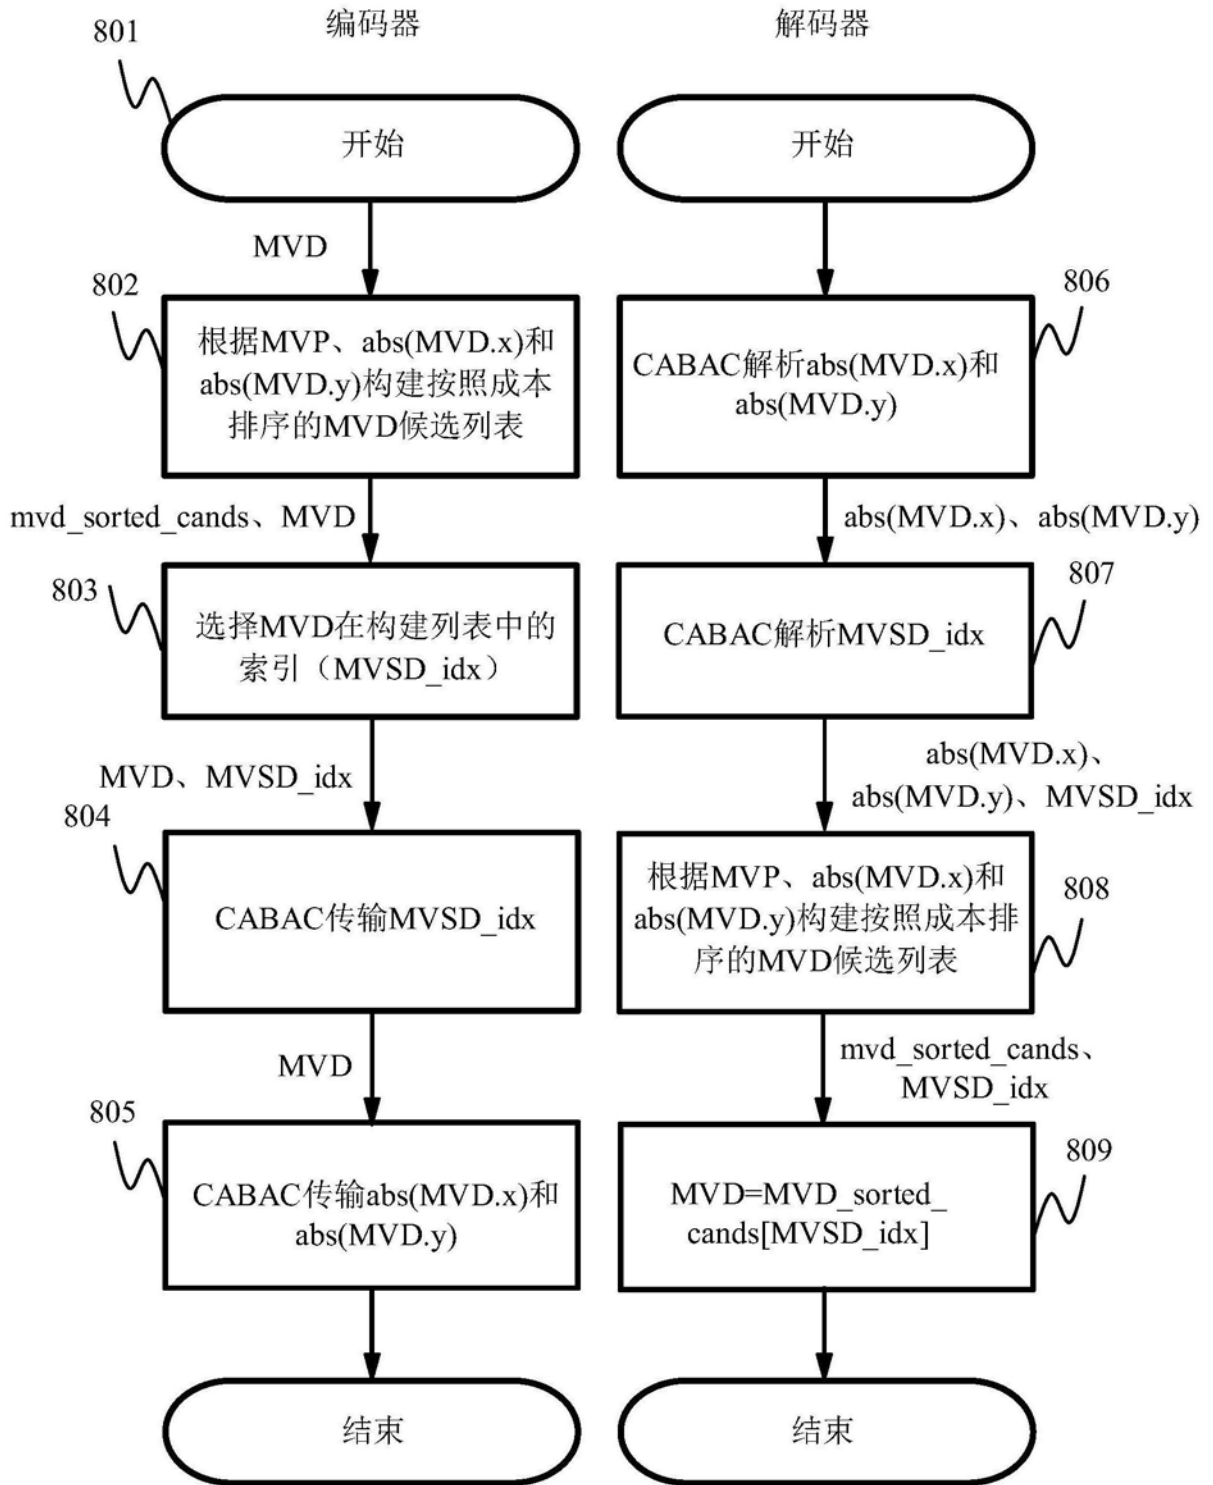 编码器
801
开始
MVD
802
根据MVP、abs(MVD.x)和
abs(MVD.y)构建按照成本
排序的MVD候选列表
mvd_sorted_cands、MVD
803
选择MVD在构建列表中的
索引（MVSD_idx）
MVD、MVSD_idx
804
CABAC传输MVSD_idx
MVD
805
CABAC传输abs(MVD.x)和
abs(MVD.y)
结束
解码器
开始
806
CABAC解析abs(MVD.x)和
abs(MVD.y)
abs(MVD.x)、abs(MVD.y)
807
CABAC解析MVSD_idx
abs(MVD.x)、
abs(MVD.y)、MVSD_idx
808
根据MVP、abs(MVD.x)和
abs(MVD.y)构建按照成本排
序的MVD候选列表
mvd_sorted_cands、
MVSD_idx
809
MVD=MVD_sorted_
cands[MVSD_idx]
结束